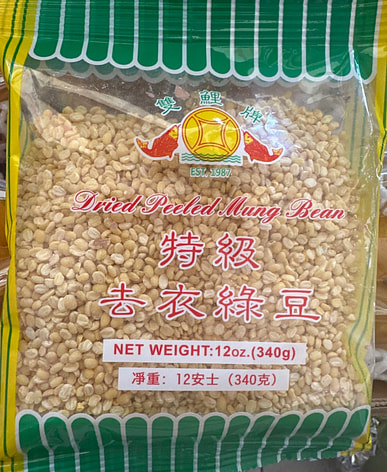 雙鯉牌
EST. 1987
Dried Peeled Mung Bean
特級
去衣綠豆
NET WEIGHT:12oz.(340g)
淨重: 12安士 (340克)